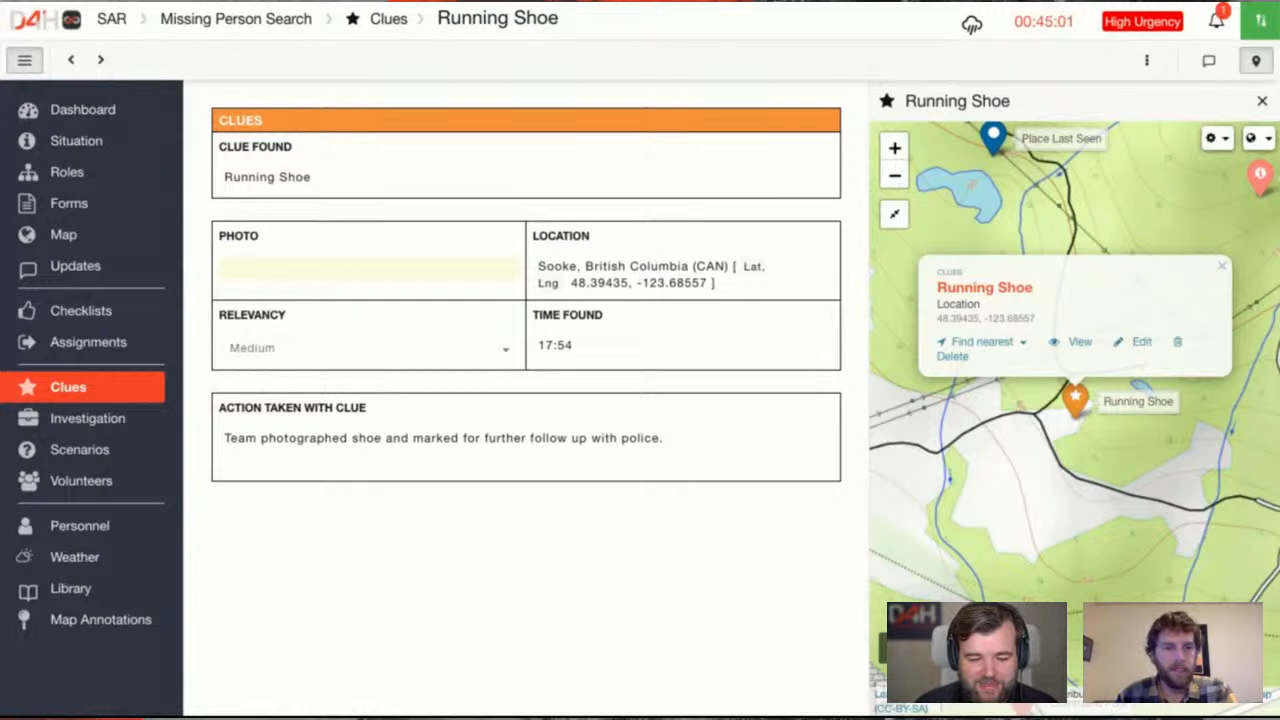 D4H SAR Missing Person Search Clues Running Shoe 00:45:01 High Urgency 1
Dashboard
Situation
Roles
Forms
Map
Updates
Checklists
Assignments
Clues
Investigation
Scenarios
Volunteers
Personnel
Weather
Library
Map Annotations
CLUES
CLUE FOUND
Running Shoe
PHOTO
LOCATION
Sooke, British Columbia (CAN) [ Lat,
Lng 48.39435, -123.68557 ]
RELEVANCY
Medium
TIME FOUND
17:54
ACTION TAKEN WITH CLUE
Team photographed shoe and marked for further follow up with police.
Running Shoe
Place Last Seen
CLUES
Running Shoe
Location
48.39435, -123.68557
Find nearest View Edit
Delete
Running Shoe
D4H
(CC-BY-SA)